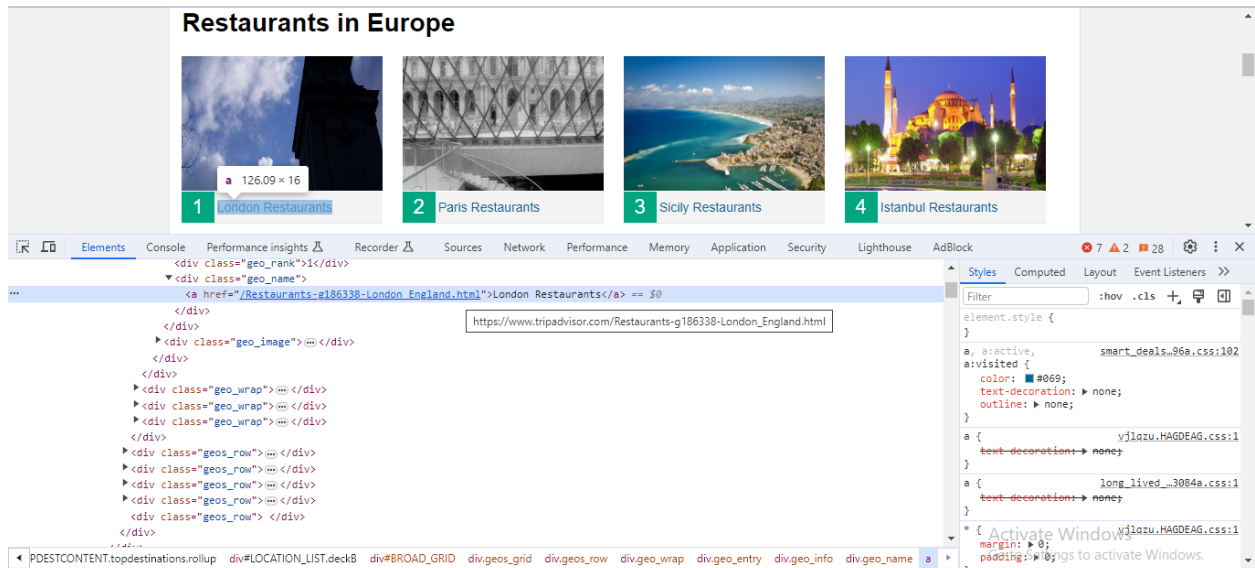 Restaurants in Europe
a 126.09 × 16
1 London Restaurants
2 Paris Restaurants
3 Sicily Restaurants
4 Istanbul Restaurants
Elements Console Performance insights Recorder Sources Network Performance Memory Application Security Lighthouse AdBlock 7 2 28
<div class="geo_rank">1</div>
▼<div class="geo_name">
<a href="/Restaurants-g186338-London_England.html">London Restaurants</a> == $0
</div>
https://www.tripadvisor.com/Restaurants-g186338-London_England.html
</div>
▶<div class="geo_image">…</div>
</div>
</div>
▶<div class="geo_wrap">…</div>
▶<div class="geo_wrap">…</div>
▶<div class="geo_wrap">…</div>
</div>
▶<div class="geos_row">…</div>
▶<div class="geos_row">…</div>
▶<div class="geos_row">…</div>
▶<div class="geos_row">…</div>
<div class="geos_row"> </div>
</div>
PDESTCONTENT.topdestinations.rollup div#LOCATION_LIST.deckB div#BROAD_GRID div.geos_grid div.geos_row div.geo_wrap div.geo_entry div.geo_info div.geo_name a
Styles Computed Layout Event Listeners
Filter :hov .cls
element.style {
}
a, a:active, smart_deals…96a.css:102
a:visited {
color: #069;
text-decoration: ▶ none;
outline: ▶ none;
}
a { vjlqzu.HAGDEAG.css:1
text-decoration: ▶ none;
}
a { long_lived_…3084a.css:1
text-decoration: ▶ none;
}
* { vjlqzu.HAGDEAG.css:1
margin: ▶ 0;
padding: ▶ 0;
Activate Windows
Go to Settings to activate Windows.